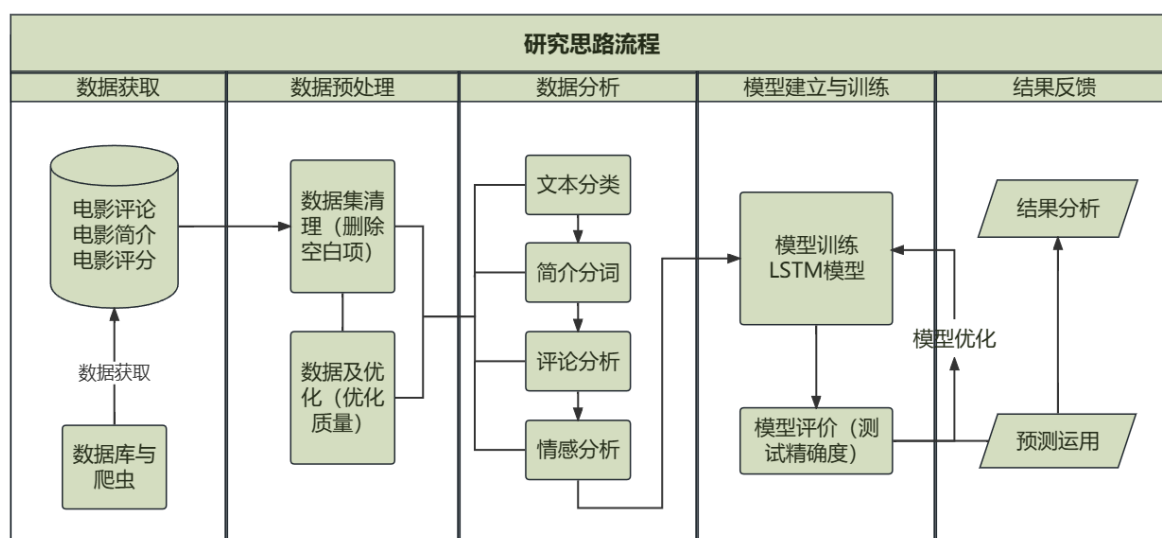 研究思路流程
数据获取
数据预处理
数据分析
模型建立与训练
结果反馈
电影评论
电影简介
电影评分
数据获取
数据库与
爬虫
数据集清
理（删除
空白项）
数据及优
化（优化
质量）
文本分类
简介分词
评论分析
情感分析
模型训练
LSTM模型
模型优化
模型评价（测
试精确度）
结果分析
预测运用